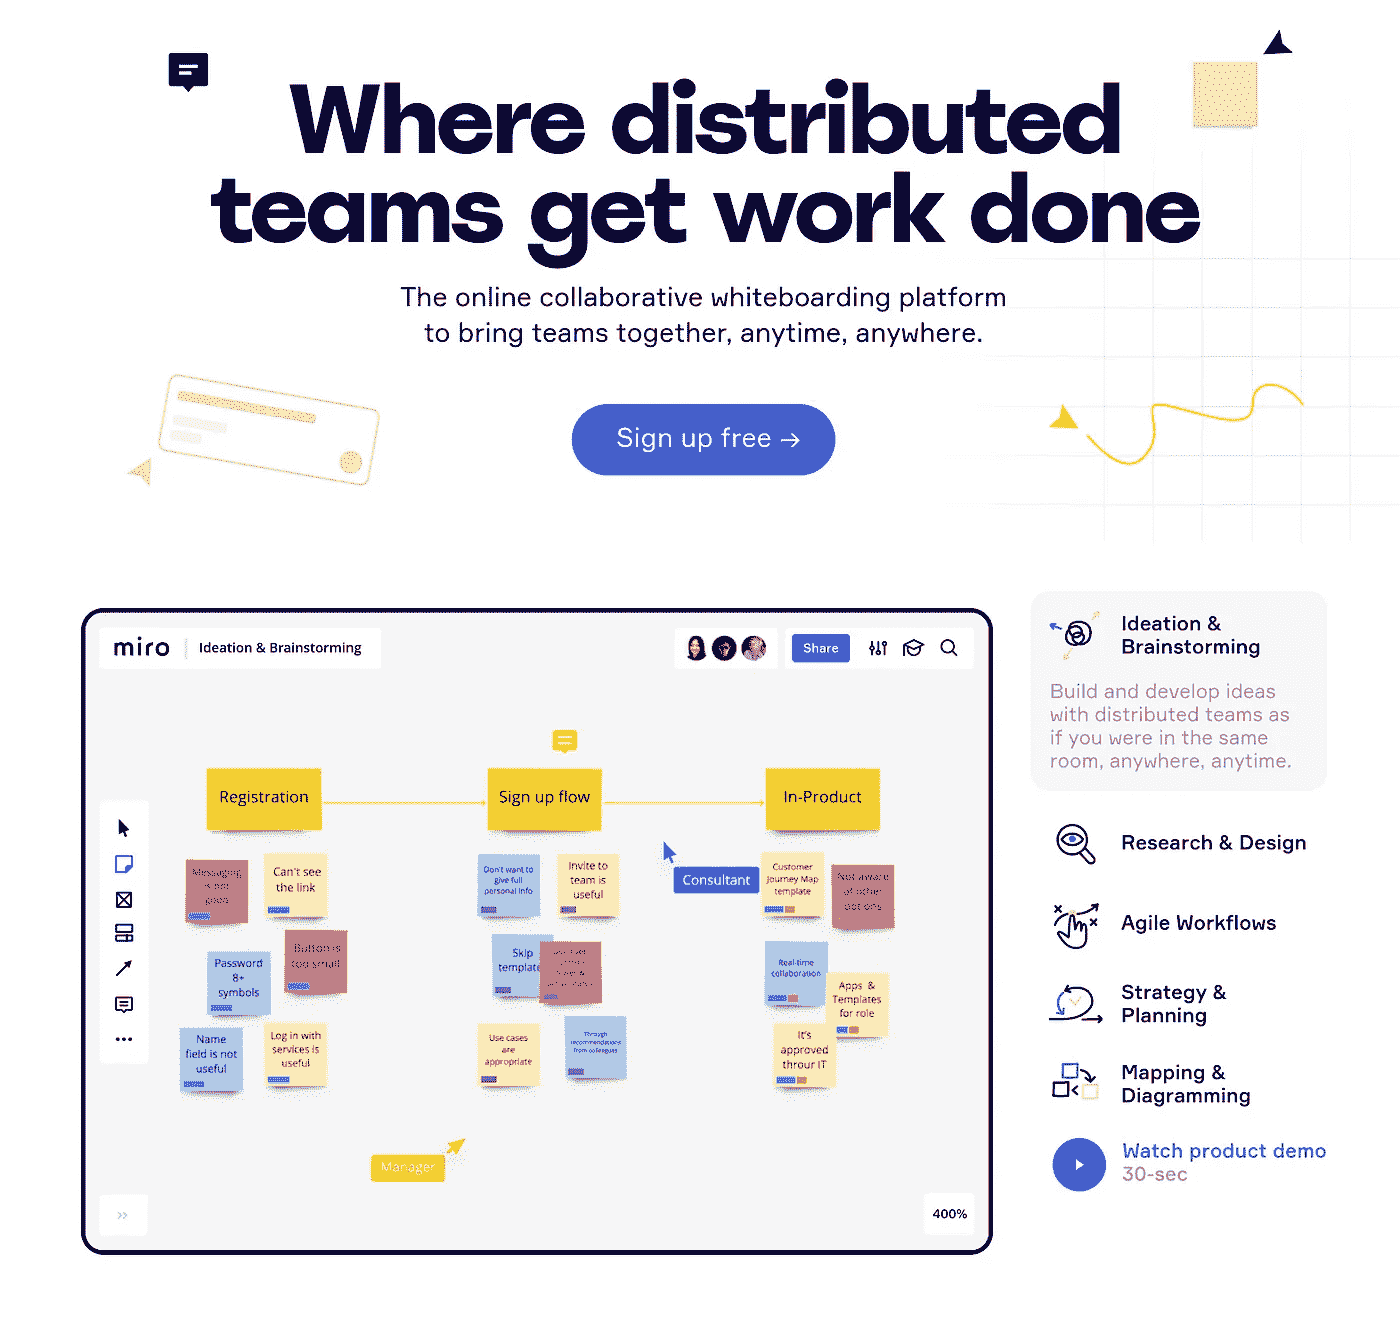 Where distributed
teams get work done
The online collaborative whiteboarding platform
to bring teams together, anytime, anywhere.
Sign up free →
miro
Ideation & Brainstorming
Share
Registration
Sign up flow
In-Product
Messaging
is not
good
Can't see
the link
Button is
too small
Password
8+
symbols
Name
field is not
useful
Log in with
services is
useful
Don't want to
give full
personal info
Invite to
team is
useful
Skip
template
Use cases
are
appropriate
Through
recommendations
from colleagues
Consultant
Customer
Journey Map
template
Not aware
of other
options
Real-time
collaboration
Apps &
Templates
for role
It's
approved
throur IT
Manager
400%
Ideation &
Brainstorming
Build and develop ideas
with distributed teams as
if you were in the same
room, anywhere, anytime.
Research & Design
Agile Workflows
Strategy &
Planning
Mapping &
Diagramming
Watch product demo
30-sec